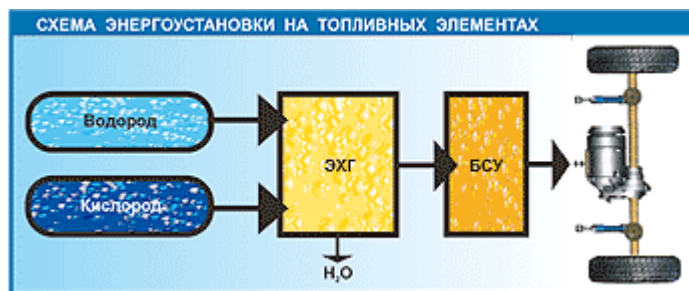 СХЕМА ЭНЕРГОУСТАНОВКИ НА ТОПЛИВНЫХ ЭЛЕМЕНТАХ
Водород
Кислород
ЭХГ
БСУ
H₂O